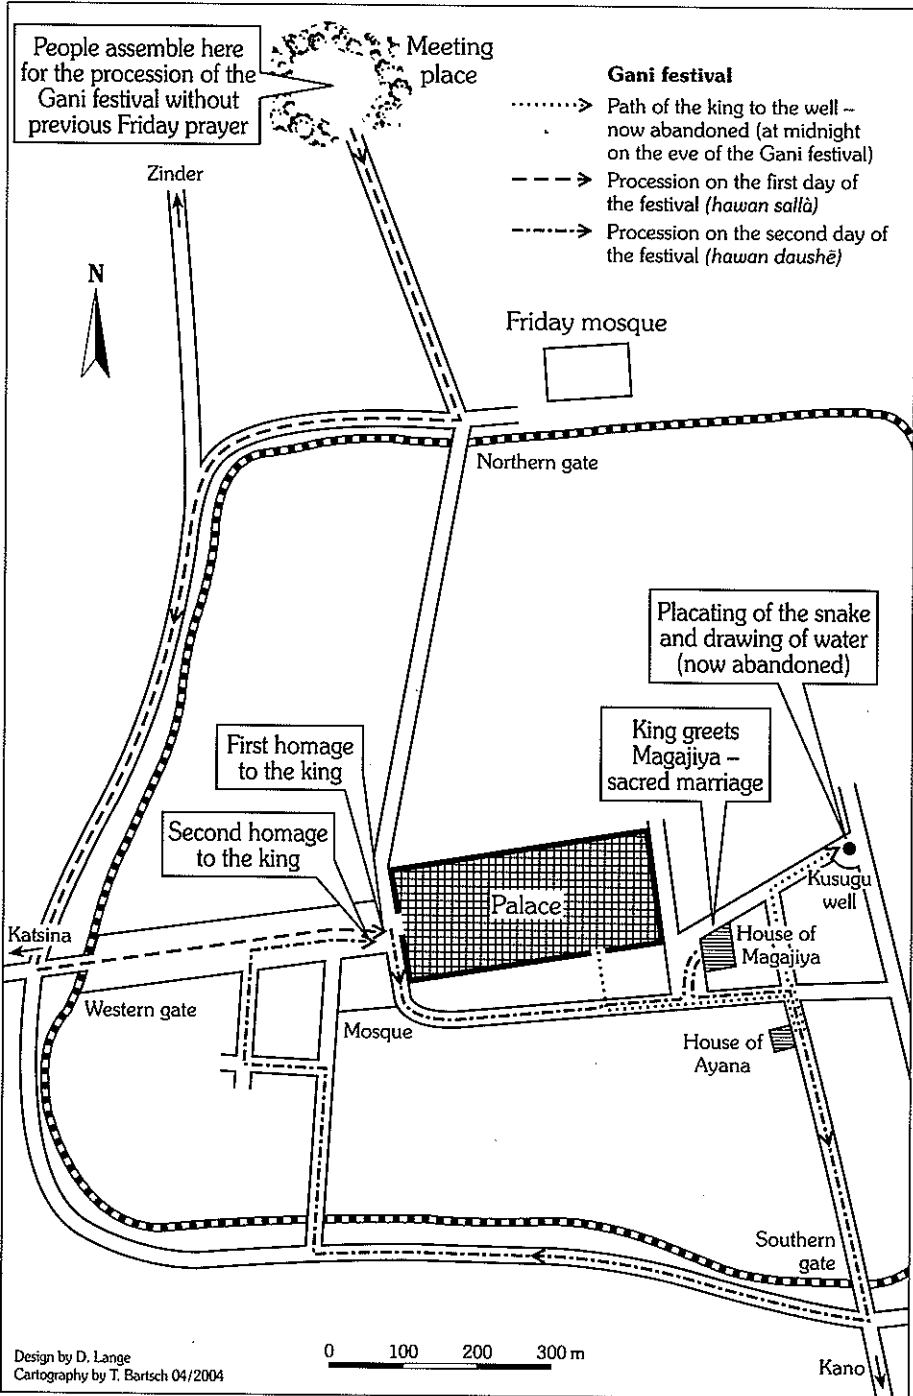 People assemble here
for the procession of the
Gani festival without
previous Friday prayer
Meeting
place
Gani festival
Path of the king to the well –
now abandoned (at midnight
on the eve of the Gani festival)
Procession on the first day of
the festival (hawan sallà)
Procession on the second day of
the festival (hawan daushē)
Zinder
N
Friday mosque
Northern gate
Placating of the snake
and drawing of water
(now abandoned)
King greets
Magajiya –
sacred marriage
First homage
to the king
Second homage
to the king
Palace
Kusugu
well
House of
Magajiya
Katsina
Western gate
Mosque
House of
Ayana
Southern
gate
Kano
0 100 200 300 m
Design by D. Lange
Cartography by T. Bartsch 04/2004